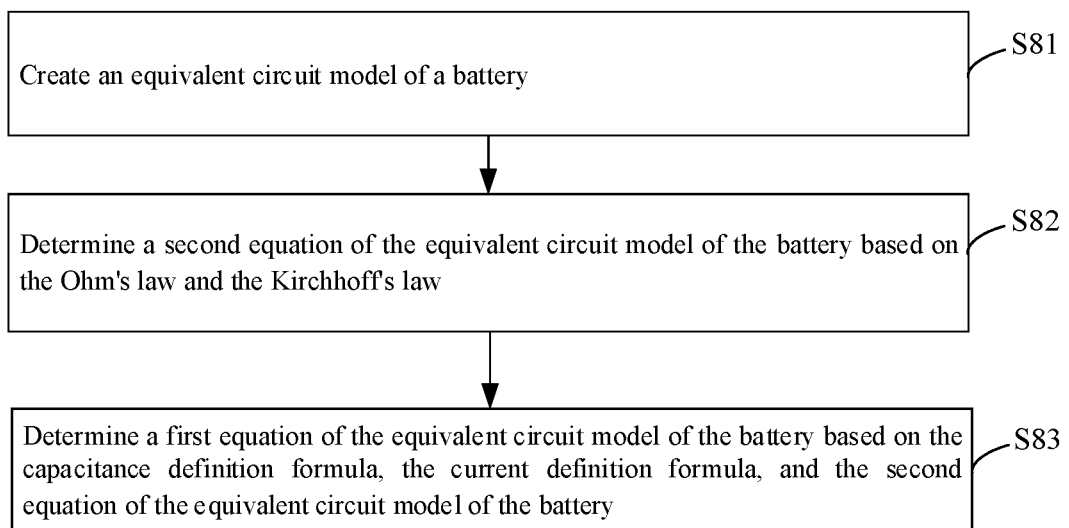 Create an equivalent circuit model of a battery
S81
Determine a second equation of the equivalent circuit model of the battery based on
the Ohm's law and the Kirchhoff's law
S82
Determine a first equation of the equivalent circuit model of the battery based on the
capacitance definition formula, the current definition formula, and the second
equation of the equivalent circuit model of the battery
S83